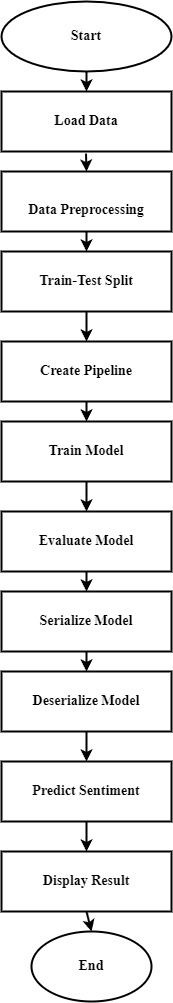 Start
Load Data
Data Preprocessing
Train-Test Split
Create Pipeline
Train Model
Evaluate Model
Serialize Model
Deserialize Model
Predict Sentiment
Display Result
End